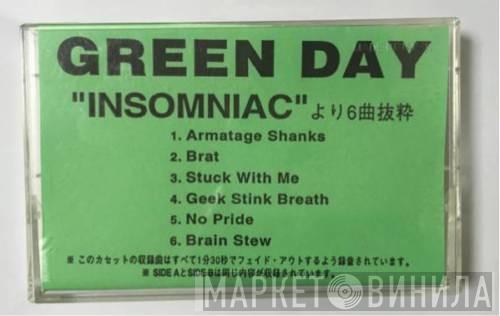 GREEN DAY
"INSOMNIAC"より6曲抜粋
1. Armatage Shanks
2. Brat
3. Stuck With Me
4. Geek Stink Breath
5. No Pride
6. Brain Stew
※ このカセットの収録曲はすべて1分30秒でフェイド・アウトするよう録音されています。
※ SIDE AとSIDE Bは同じ内容が収録されています。
МАРКЕТ ВИНИЛА